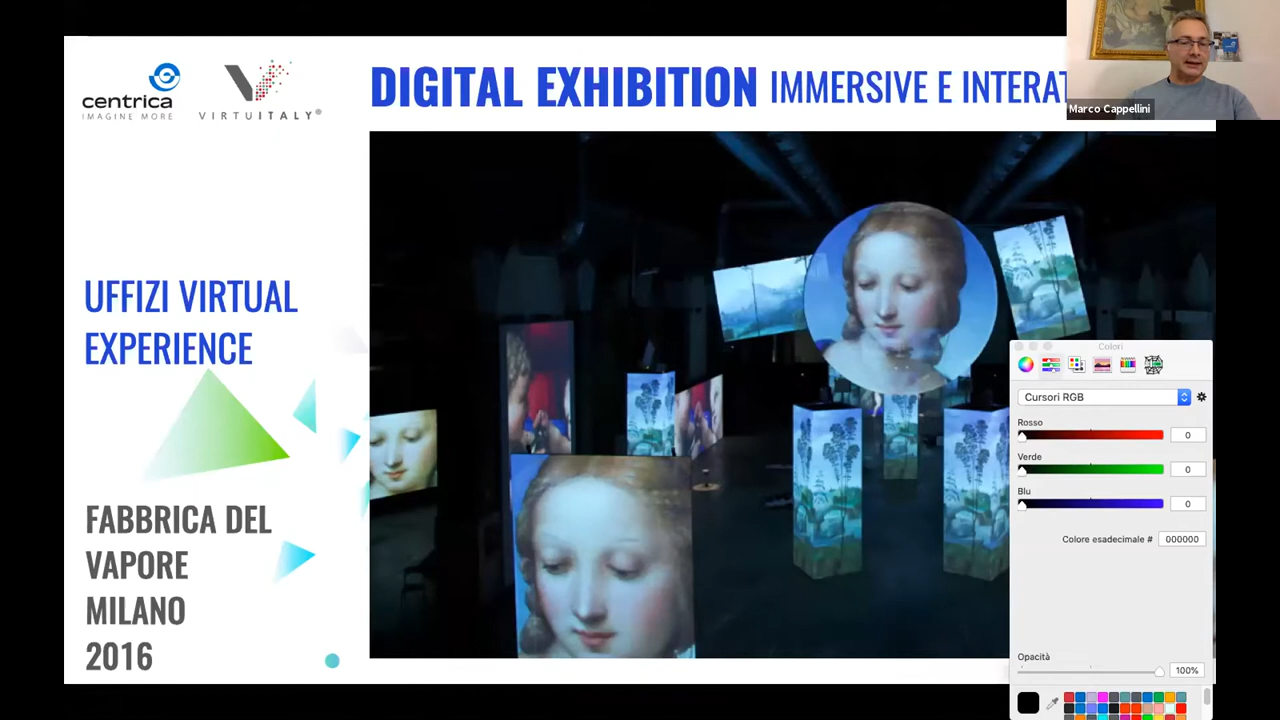 centrica
IMAGINE MORE
VIRTUITALY®
DIGITAL EXHIBITION IMMERSIVE E INTERAT
Marco Cappellini
UFFIZI VIRTUAL
EXPERIENCE
FABBRICA DEL
VAPORE
MILANO
2016
Colori
Cursori RGB
Rosso
0
Verde
0
Blu
0
Colore esadecimale # 000000
Opacità
100%